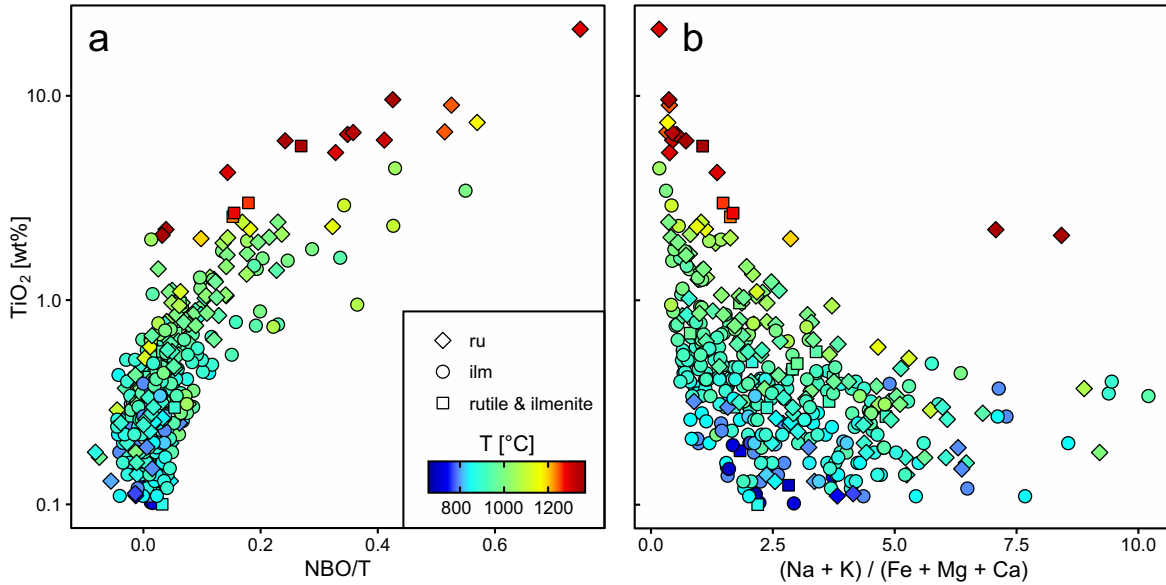 a
b
TiO2 [wt%]
10.0
1.0
0.1
ru
ilm
rutile & ilmenite
T [°C]
800 1000 1200
0.0 0.2 0.4 0.6
NBO/T
0.0 2.5 5.0 7.5 10.0
(Na + K) / (Fe + Mg + Ca)